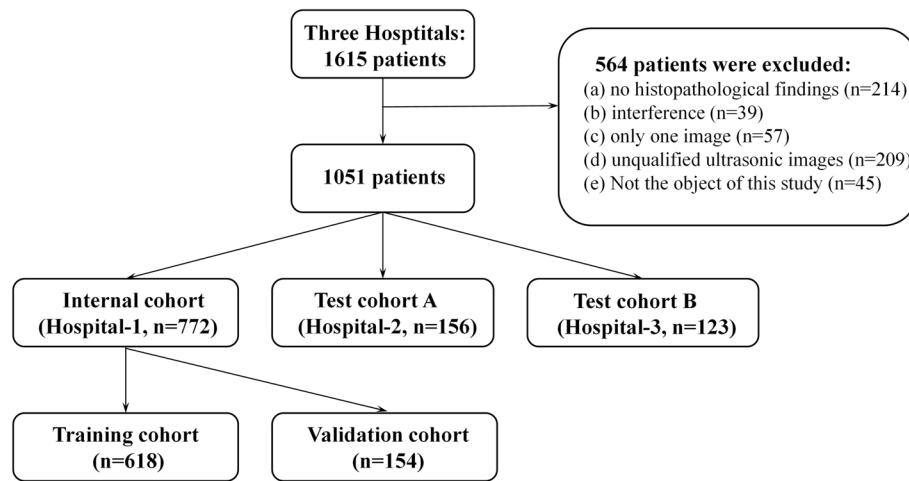 Three Hosptitals:
1615 patients
564 patients were excluded:
(a) no histopathological findings (n=214)
(b) interference (n=39)
(c) only one image (n=57)
(d) unqualified ultrasonic images (n=209)
(e) Not the object of this study (n=45)
1051 patients
Internal cohort
(Hospital-1, n=772)
Test cohort A
(Hospital-2, n=156)
Test cohort B
(Hospital-3, n=123)
Training cohort
(n=618)
Validation cohort
(n=154)